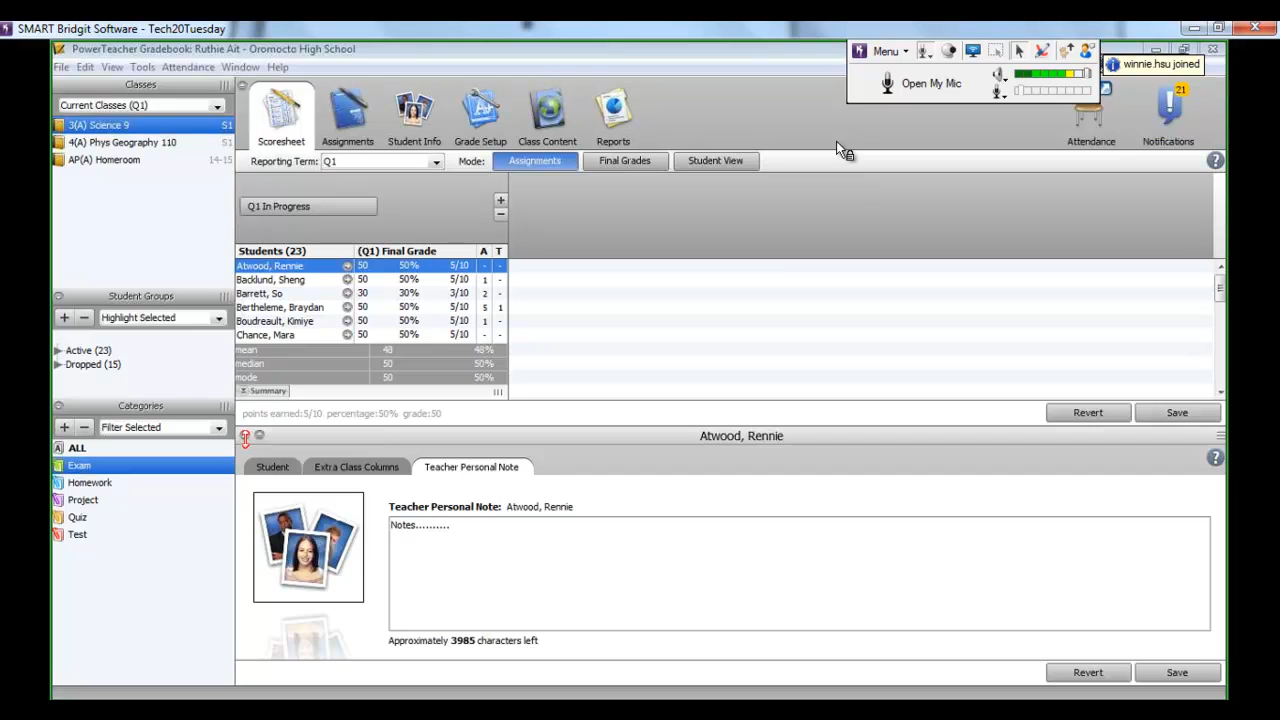 SMART Bridgit Software - Tech20Tuesday
PowerTeacher Gradebook: Ruthie Ait - Oromocto High School
File Edit View Tools Attendance Window Help
Menu
winnie.hsu joined
Open My Mic
Classes
Current Classes (Q1)
3(A) Science 9 S1
4(A) Phys Geography 110 S1
AP(A) Homeroom 14-15
Scoresheet Assignments Student Info Grade Setup Class Content Reports
21
Attendance Notifications
Reporting Term: Q1 Mode: Assignments Final Grades Student View
Q1 In Progress
Students (23) (Q1) Final Grade A T
Atwood, Rennie 50 50% 5/10 - -
Backlund, Sheng 50 50% 5/10 1 -
Barrett, So 30 30% 3/10 2 -
Bertheleme, Braydan 50 50% 5/10 5 1
Boudreault, Kimiye 50 50% 5/10 1 -
Chance, Mara 50 50% 5/10 - -
mean 48 48%
median 50 50%
mode 50 50%
Summary
Student Groups
Highlight Selected
Active (23)
Dropped (15)
Categories
Filter Selected
ALL
Exam
Homework
Project
Quiz
Test
points earned:5/10 percentage:50% grade:50
Revert Save
Atwood, Rennie
Student Extra Class Columns Teacher Personal Note
Teacher Personal Note: Atwood, Rennie
Notes..........
Approximately 3985 characters left
Revert Save